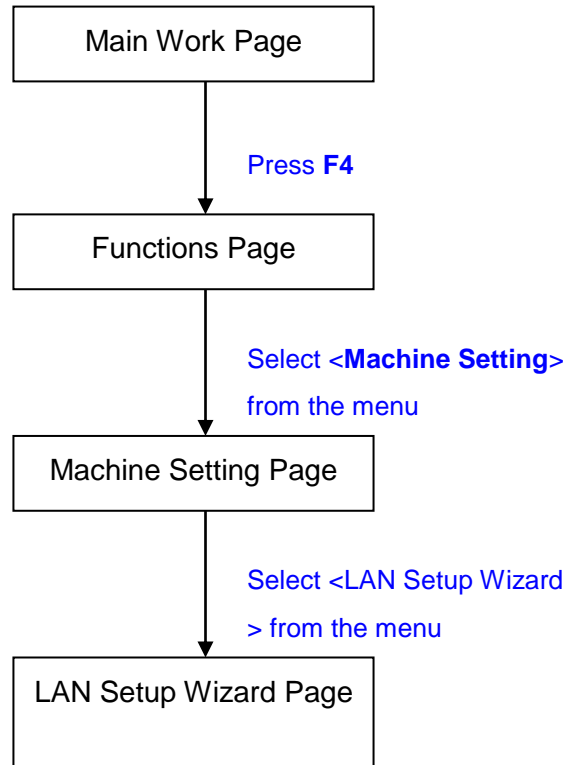 Main Work Page
Press F4
Functions Page
Select <Machine Setting>
from the menu
Machine Setting Page
Select <LAN Setup Wizard
> from the menu
LAN Setup Wizard Page